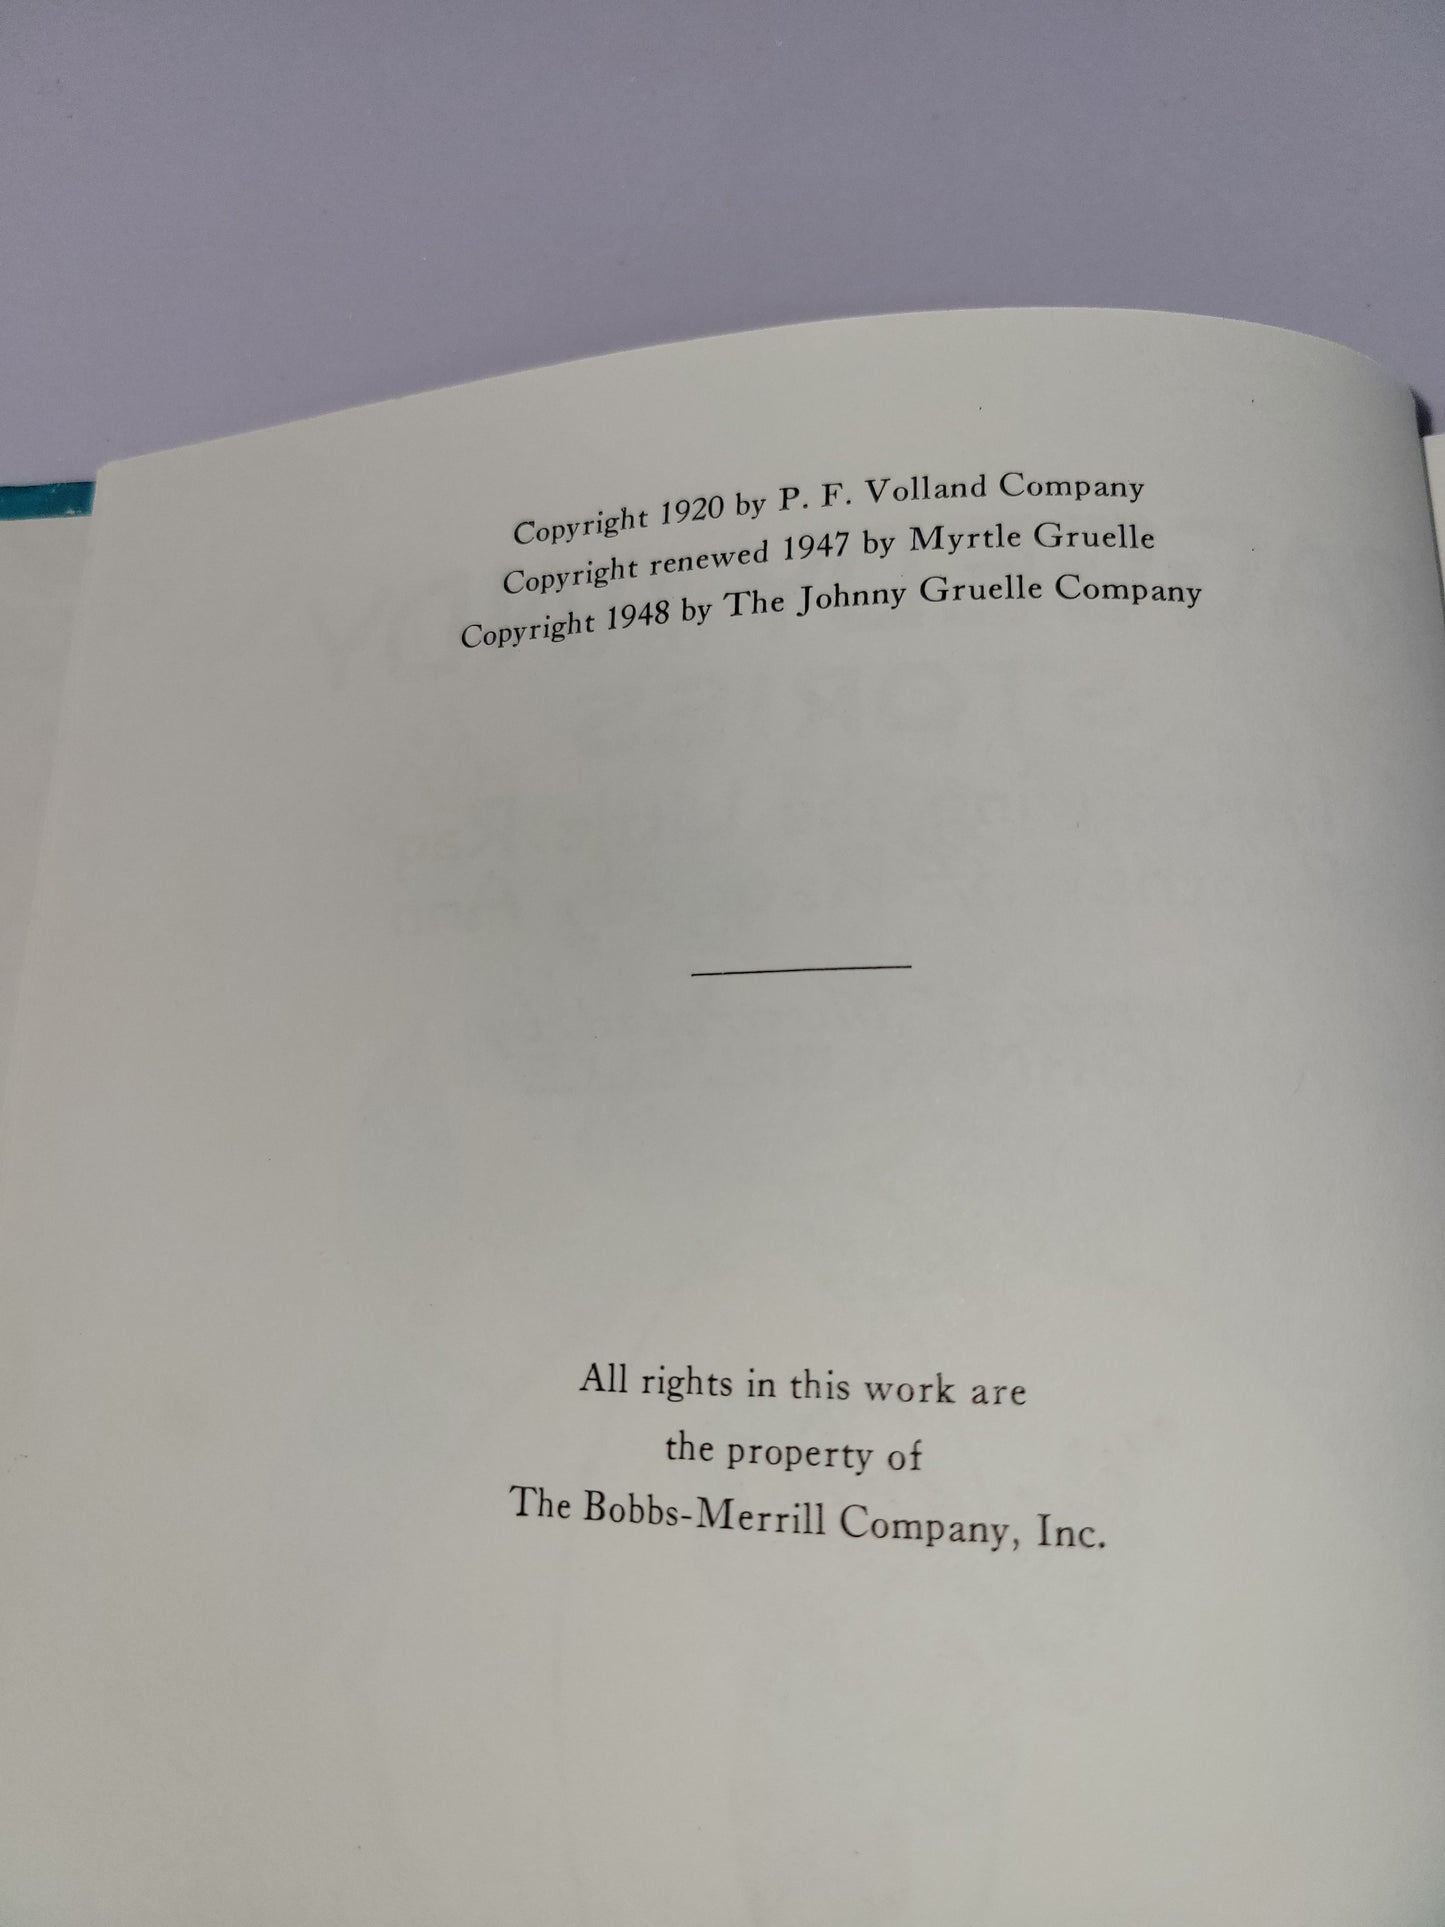 Copyright 1920 by P. F. Volland Company
Copyright renewed 1947 by Myrtle Gruelle
Copyright 1948 by The Johnny Gruelle Company
All rights in this work are
the property of
The Bobbs-Merrill Company, Inc.